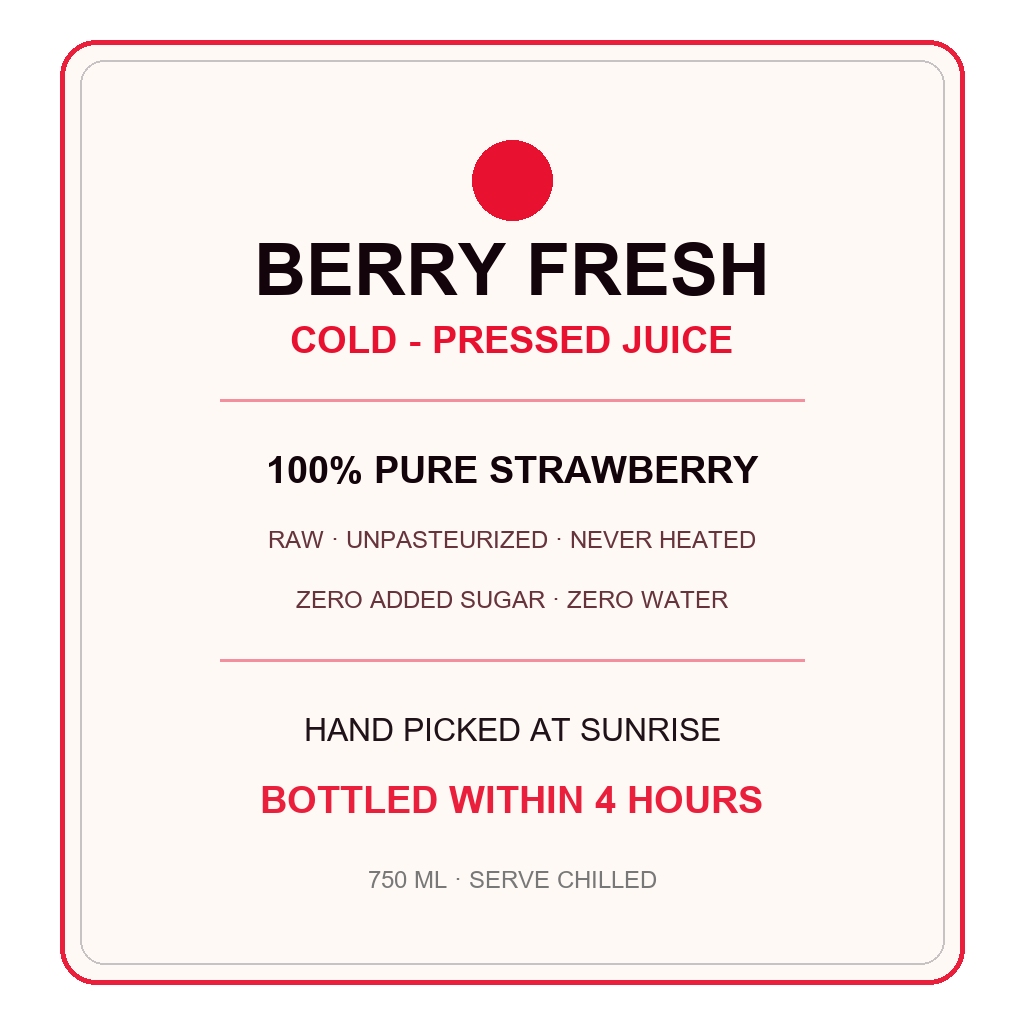 BERRY FRESH
COLD - PRESSED JUICE
100% PURE STRAWBERRY
RAW · UNPASTEURIZED · NEVER HEATED
ZERO ADDED SUGAR · ZERO WATER
HAND PICKED AT SUNRISE
BOTTLED WITHIN 4 HOURS
750 ML · SERVE CHILLED